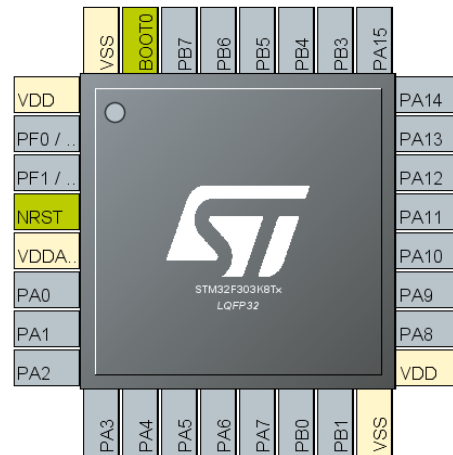 VSS
BOOT0
PB7
PB6
PB5
PB4
PB3
PA15
VDD
PF0 / ..
PF1 / ..
NRST
VDDA..
PA0
PA1
PA2
PA14
PA13
PA12
PA11
PA10
PA9
PA8
VDD
ST
STM32F303K8Tx
LQFP32
PA3
PA4
PA5
PA6
PA7
PB0
PB1
VSS